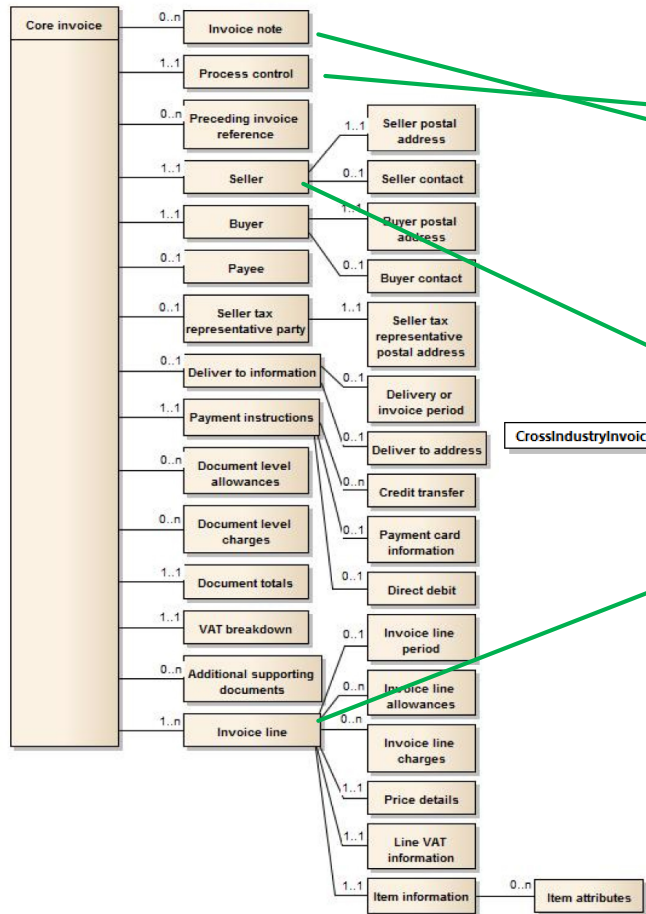 Core invoice
0..n
Invoice note
1..1
Process control
0..n
Preceding invoice
reference
1..1
Seller
1..1
Seller postal
address
0..1
Seller contact
1..1
Buyer
1..1
Buyer postal
address
0..1
Buyer contact
0..1
Payee
0..1
Seller tax
representative party
1..1
Seller tax
representative
postal address
0..1
Deliver to information
0..1
Delivery or
invoice period
0..1
Deliver to address
CrossIndustryInvoic
1..1
Payment instructions
0..n
Credit transfer
0..1
Payment card
information
0..1
Direct debit
0..n
Document level
allowances
0..n
Document level
charges
1..1
Document totals
1..1
VAT breakdown
0..n
Additional supporting
documents
1..n
Invoice line
0..1
Invoice line
period
0..n
Invoice line
allowances
0..n
Invoice line
charges
1..1
Price details
1..1
Line VAT
information
1..1
Item information
0..n
Item attributes